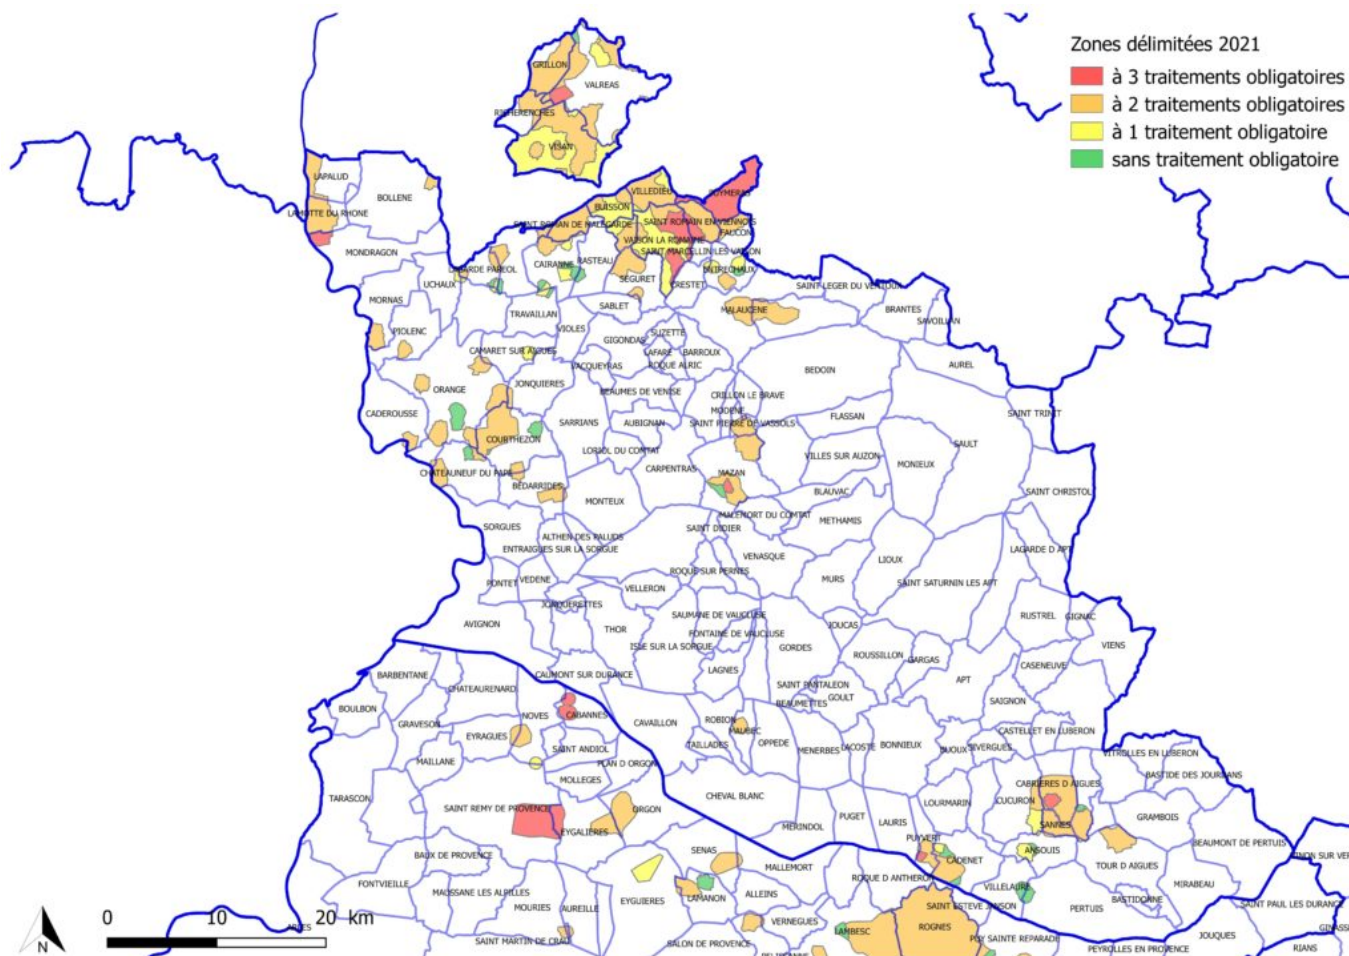 Zones délimitées 2021
à 3 traitements obligatoires
à 2 traitements obligatoires
à 1 traitement obligatoire
sans traitement obligatoire
GRILLON
VALREAS
RICHERENCHES
VISAN
LAPALUD
BOLLENE
LAMOTTE DU RHONE
MONDRAGON
VILLEDIEU
PUYMERAS
BUISSON
SAINT ROMAN DE MALEGARDE
SAINT ROMAIN EN VIENNOIS
FAUCON
VAISON LA ROMAINE
SAINT MARCELLIN LES VAISON
LAGARDE PAREOL
CAIRANNE
RASTEAU
SEGURET
CRESTET
ENTRECHAUX
UCHAUX
SAINT LEGER DU VENTOUX
MORNAS
PIOLENC
TRAVAILLAN
SABLET
MALAUCENE
BRANTES
SAVOILLAN
VIOLES
GIGONDAS
SUZETTE
LAFARE
BARROUX
ROQUE ALRIC
CAMARET SUR AIGUES
VACQUEYRAS
BEDOIN
AUREL
ORANGE
JONQUIERES
BEAUMES DE VENISE
CRILLON LE BRAVE
MODENE
CADEROUSSE
SARRIANS
AUBIGNAN
SAINT PIERRE DE VASSOLS
FLASSAN
SAINT TRINIT
COURTHEZON
LORIOL DU COMTAT
VILLES SUR AUZON
SAULT
CHATEAUNEUF DU PAPE
BEDARRIDES
CARPENTRAS
MAZAN
MONIEUX
MONTEUX
BLAUVAC
SAINT CHRISTOL
SORGUES
ALTHEN DES PALUDS
SAINT DIDIER
MALEMORT DU COMTAT
METHAMIS
ENTRAIGUES SUR LA SORGUE
VENASQUE
LIOUX
LAGARDE D APT
PONTET
VEDENE
ROQUE SUR PERNES
VELLERON
MURS
SAINT SATURNIN LES APT
JONQUERETTES
AVIGNON
THOR
SAUMANE DE VAUCLUSE
FONTAINE DE VAUCLUSE
ISLE SUR LA SORGUE
JOUCAS
RUSTREL
GIGNAC
GORDES
ROUSSILLON
GARGAS
VIENS
CASENEUVE
BARBENTANE
CHATEAURENARD
CAUMONT SUR DURANCE
LAGNES
SAINT PANTALEON
GOULT
BEAUMETTES
APT
SAIGNON
BOULBON
GRAVESON
NOVES
CABANNES
CAVAILLON
ROBION
MAUBEC
OPPEDE
MENERBES
LACOSTE
BONNIEUX
BUOUX
SIVERGUES
CASTELLET EN LUBERON
EYRAGUES
SAINT ANDIOL
TAILLADES
VITROLLES EN LUBERON
MAILLANE
PLAN D ORGON
MOLLEGES
BASTIDE DES JOURDANS
TARASCON
SAINT REMY DE PROVENCE
EYGALIERES
ORGON
CHEVAL BLANC
MERINDOL
PUGET
LAURIS
LOURMARIN
CUCURON
CABRIERES D AIGUES
SANNES
GRAMBOIS
PUYVERT
CADENET
ANSOUIS
BEAUMONT DE PERTUIS
BAUX DE PROVENCE
SENAS
MALLEMORT
TOUR D AIGUES
FONTVIEILLE
MAUSSANE LES ALPILLES
EYGUIERES
LAMANON
ALLEINS
ROQUE D ANTHERON
VILLELAURE
MIRABEAU
BASTIDONNE
MOURIES
AUREILLE
VERNEGUES
SAINT ESTEVE JANSON
PERTUIS
SAINT PAUL LES DURANCE
SAINT MARTIN DE CRAU
SALON DE PROVENCE
LAMBESC
ROGNES
PUY SAINTE REPARADE
PEYROLLES EN PROVENCE
JOUQUES
RIANS
0 10 20 km
N